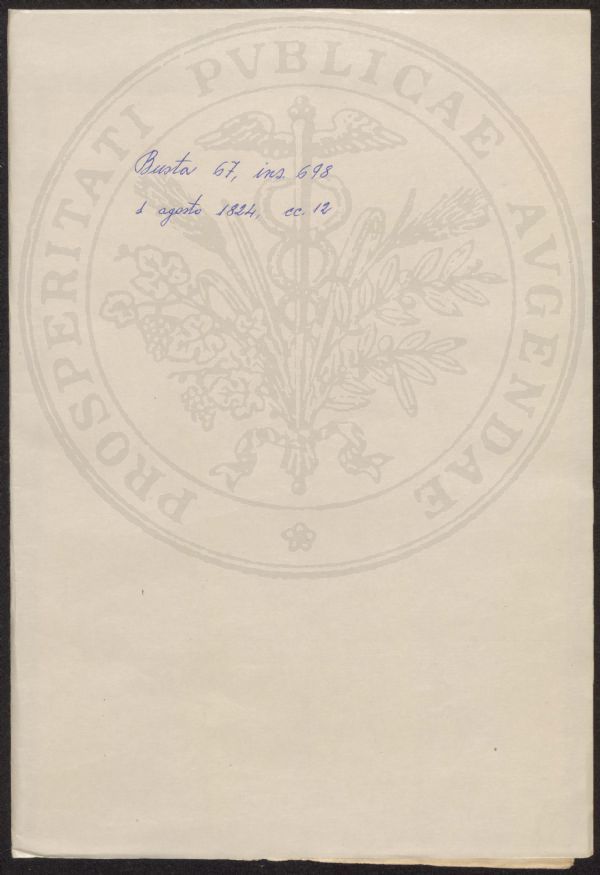 PROSPERITATI PVBLICAE AVGENDAE
Busta 67, ins. 698
1 agosto 1824, cc. 12